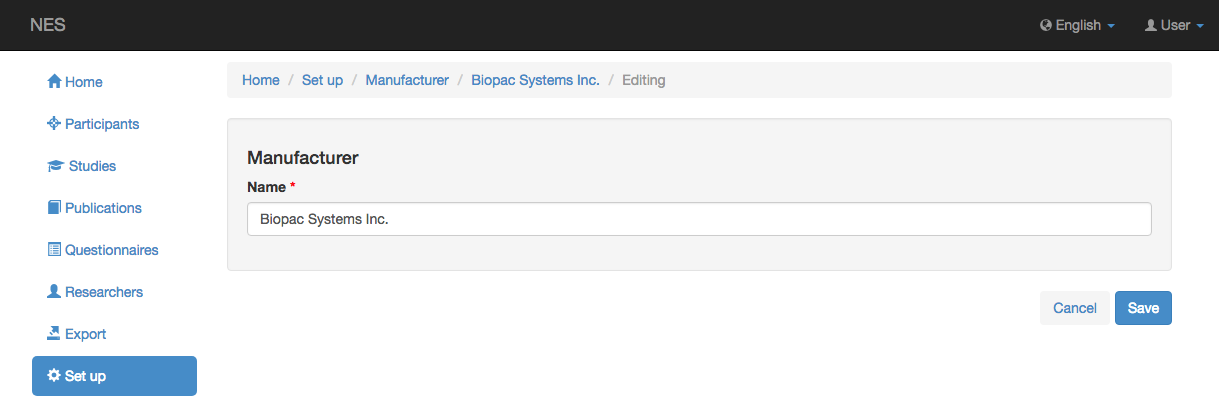 NES
English
User
Home
Participants
Studies
Publications
Questionnaires
Researchers
Export
Set up
Home / Set up / Manufacturer / Biopac Systems Inc. / Editing
Manufacturer
Name *
Biopac Systems Inc.
Cancel
Save